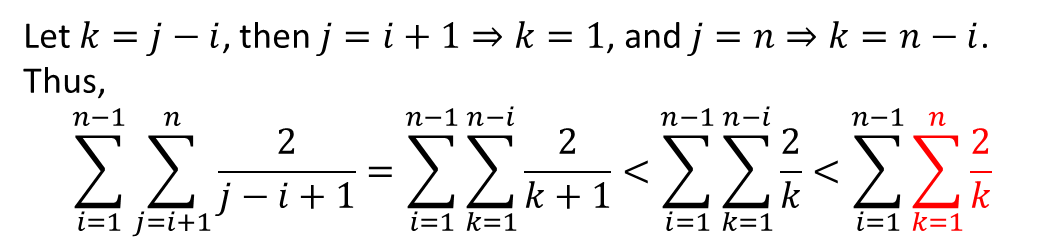 Let k = j − i, then j = i + 1 ⇒ k = 1, and j = n ⇒ k = n − i.
Thus,
∑_{i=1}^{n−1} ∑_{j=i+1}^{n} 2/(j − i + 1) = ∑_{i=1}^{n−1} ∑_{k=1}^{n−i} 2/(k + 1) < ∑_{i=1}^{n−1} ∑_{k=1}^{n−i} 2/k < ∑_{i=1}^{n−1} ∑_{k=1}^{n} 2/k